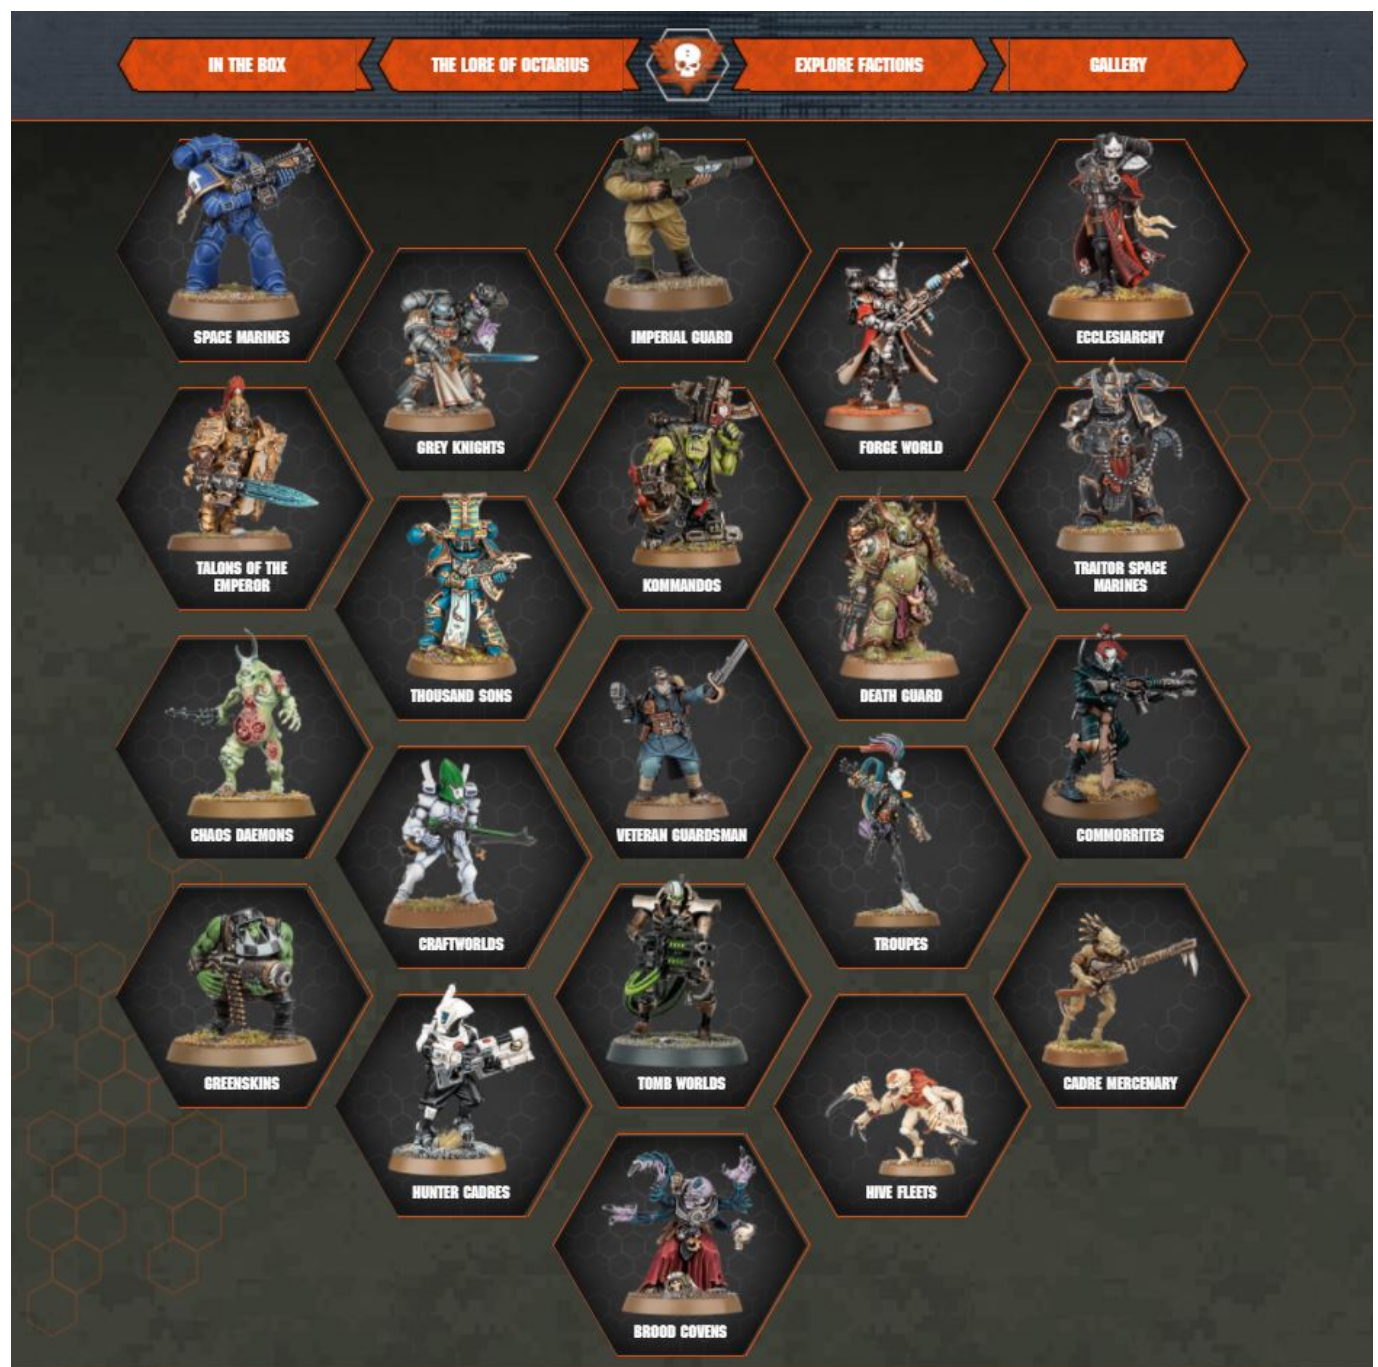 IN THE BOX
THE LORE OF OCTARIUS
EXPLORE FACTIONS
GALLERY
SPACE MARINES
IMPERIAL GUARD
ECCLESIARCHY
GREY KNIGHTS
FORGE WORLD
TALONS OF THE
EMPEROR
KOMMANDOS
TRAITOR SPACE
MARINES
THOUSAND SONS
DEATH GUARD
CHAOS DAEMONS
VETERAN GUARDSMAN
COMMORRITES
CRAFTWORLDS
TROUPES
GREENSKINS
TOMB WORLDS
CADRE MERCENARY
HUNTER CADRES
HIVE FLEETS
BROOD COVENS